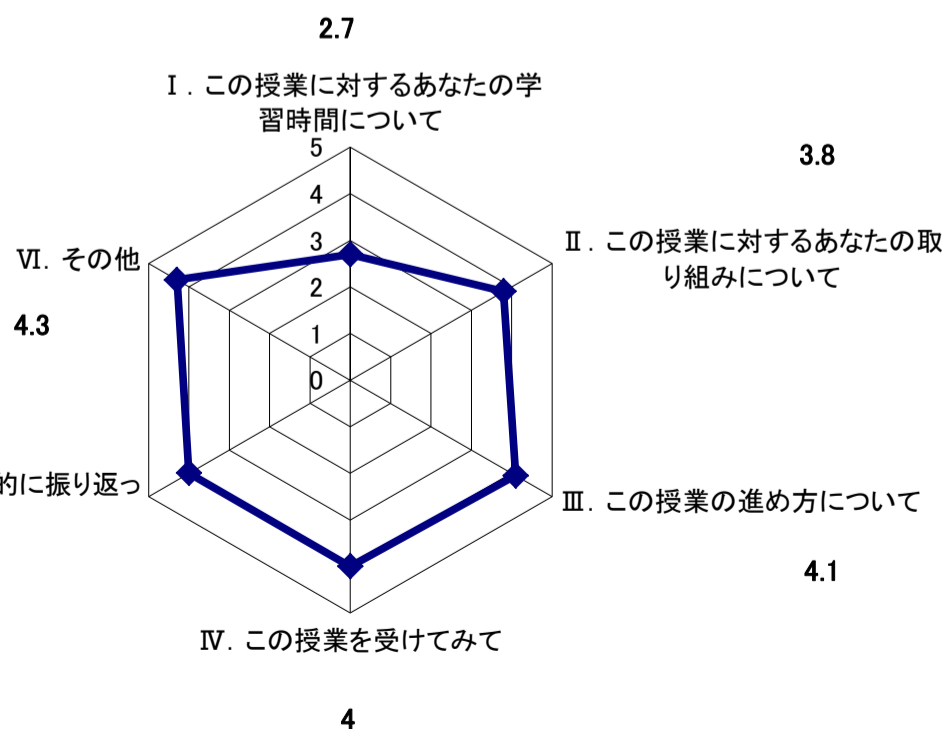 2.7
Ⅰ．この授業に対するあなたの学
習時間について
3.8
5
4
3
2
1
0
Ⅱ．この授業に対するあなたの取
り組みについて
Ⅵ．その他
4.3
的に振り返っ
Ⅲ．この授業の進め方について
4.1
Ⅳ．この授業を受けてみて
4